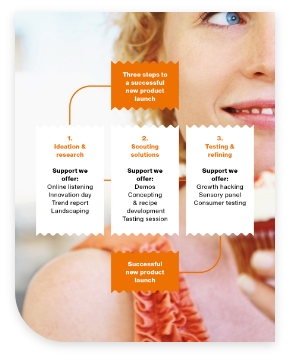 Three steps to
a successful
new product
launch
1.
Ideation &
research
Support we
offer:
Online listening
Innovation day
Trend report
Landscaping
2.
Scouting
solutions
Support we
offer:
Demos
Concepting
& recipe
development
Tasting session
3.
Testing &
refining
Support we
offer:
Growth hacking
Sensory panel
Consumer testing
Successful
new product
launch